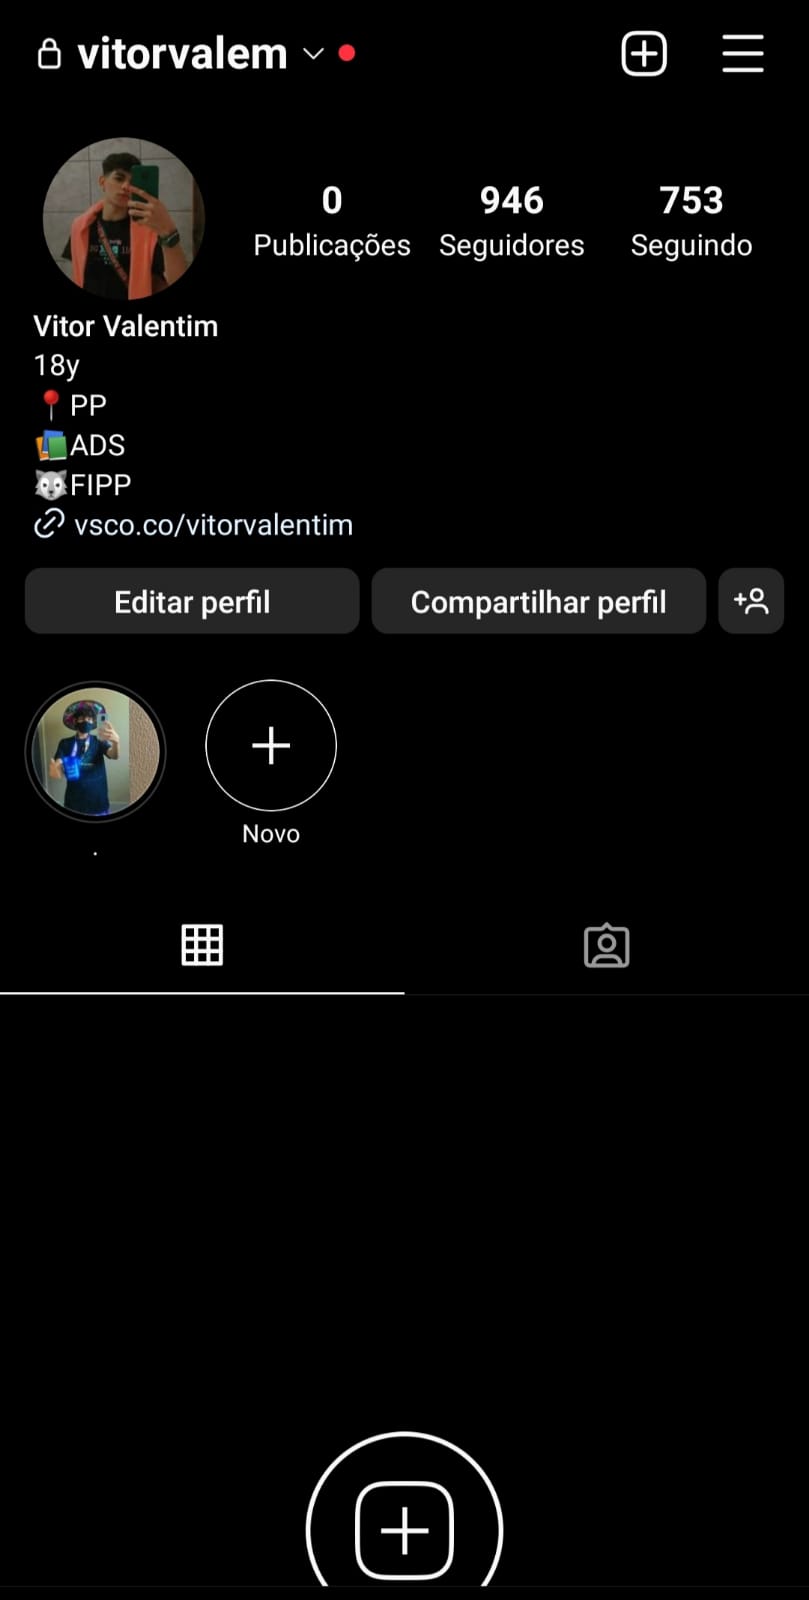 vitorvalem
0 946 753
Publicações Seguidores Seguindo
Vitor Valentim
18y
📍PP
📚ADS
🐺FIPP
vsco.co/vitorvalentim
Editar perfil Compartilhar perfil
. Novo